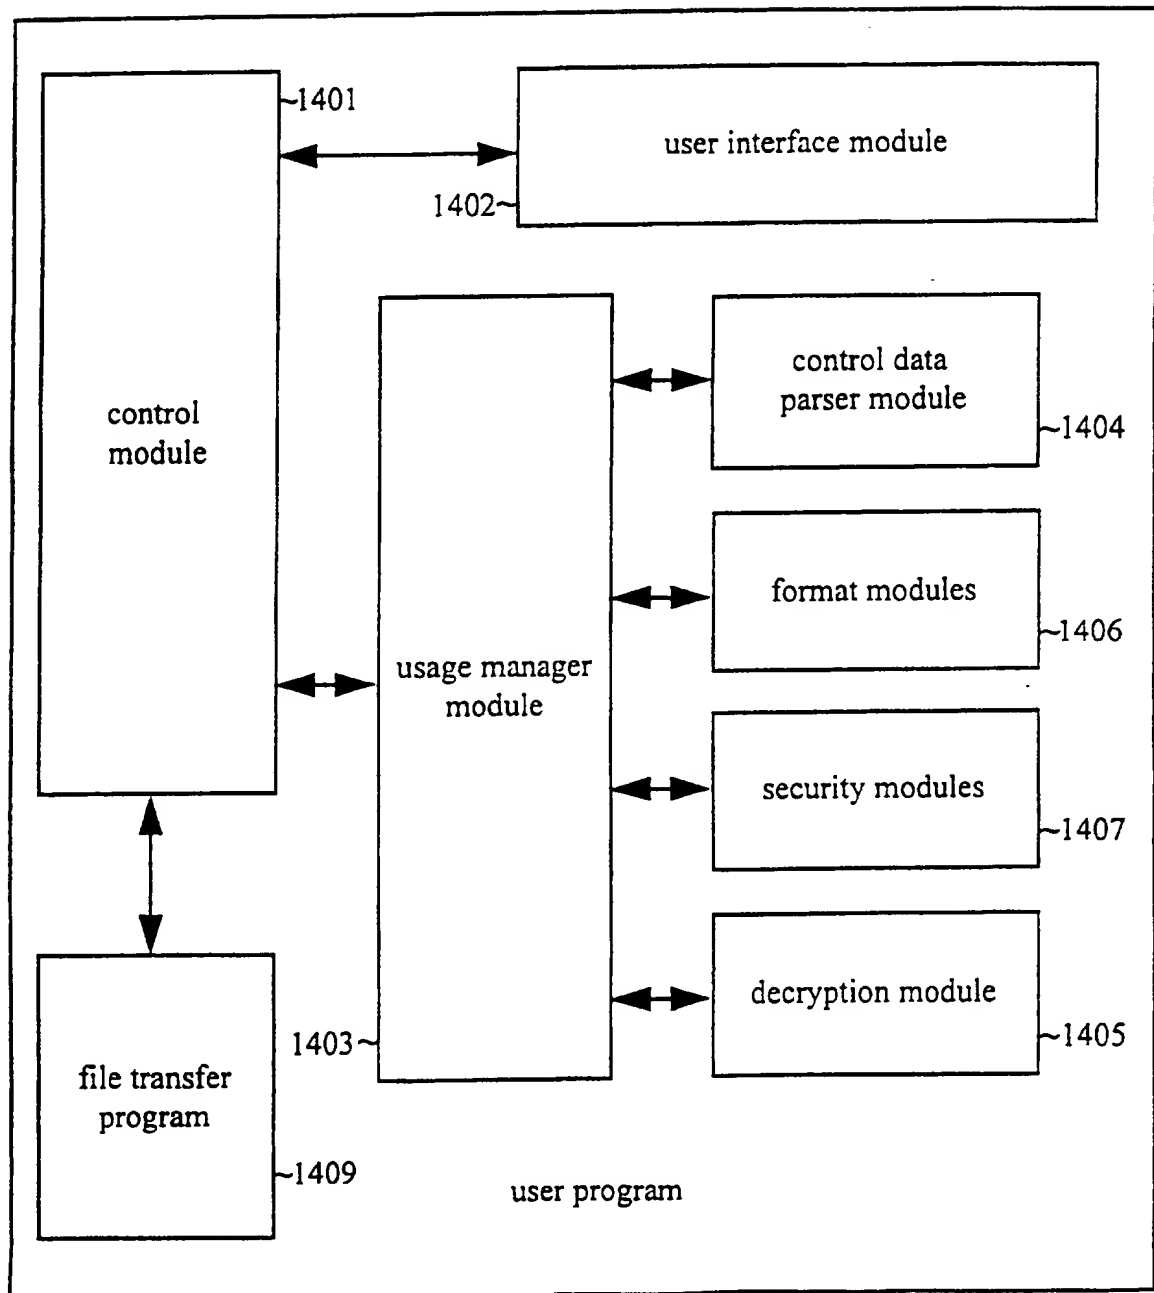 1401
user interface module
1402
control
module
control data
parser module
1404
format modules
1406
usage manager
module
security modules
1407
decryption module
1405
1403
file transfer
program
1409
user program